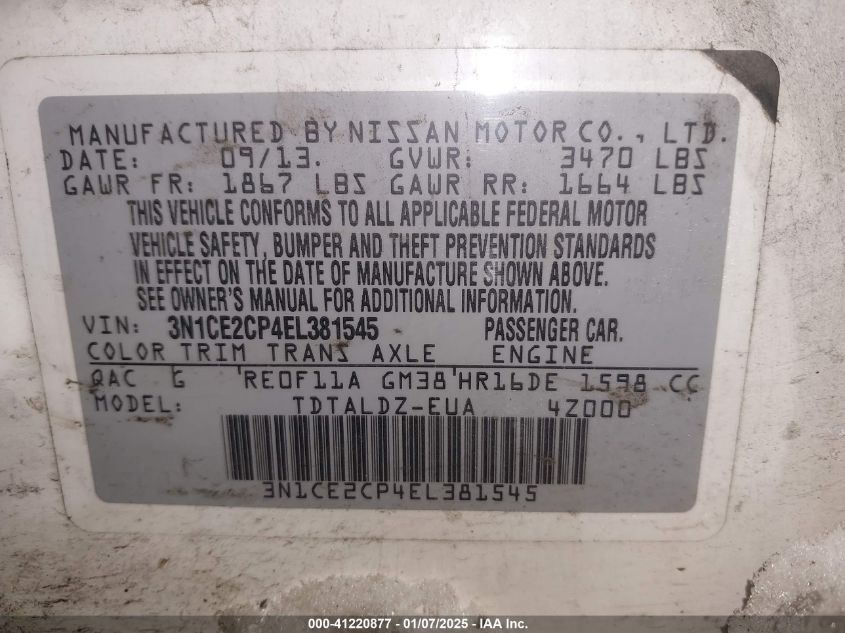 MANUFACTURED BY NISSAN MOTOR CO., LTD.
DATE: 09/13. GVWR: 3470 LBS
GAWR FR: 1867 LBS GAWR RR: 1664 LBS
THIS VEHICLE CONFORMS TO ALL APPLICABLE FEDERAL MOTOR
VEHICLE SAFETY, BUMPER AND THEFT PREVENTION STANDARDS
IN EFFECT ON THE DATE OF MANUFACTURE SHOWN ABOVE.
SEE OWNER'S MANUAL FOR ADDITIONAL INFORMATION.
VIN: 3N1CE2CP4EL381545 PASSENGER CAR.
COLOR TRIM TRANS AXLE ENGINE
QAC G RE0F11A GM38 HR16DE 1598 CC
MODEL: TDTALDZ-EUA 4Z000
3N1CE2CP4EL381545
000-41220877 - 01/07/2025 - IAA Inc.